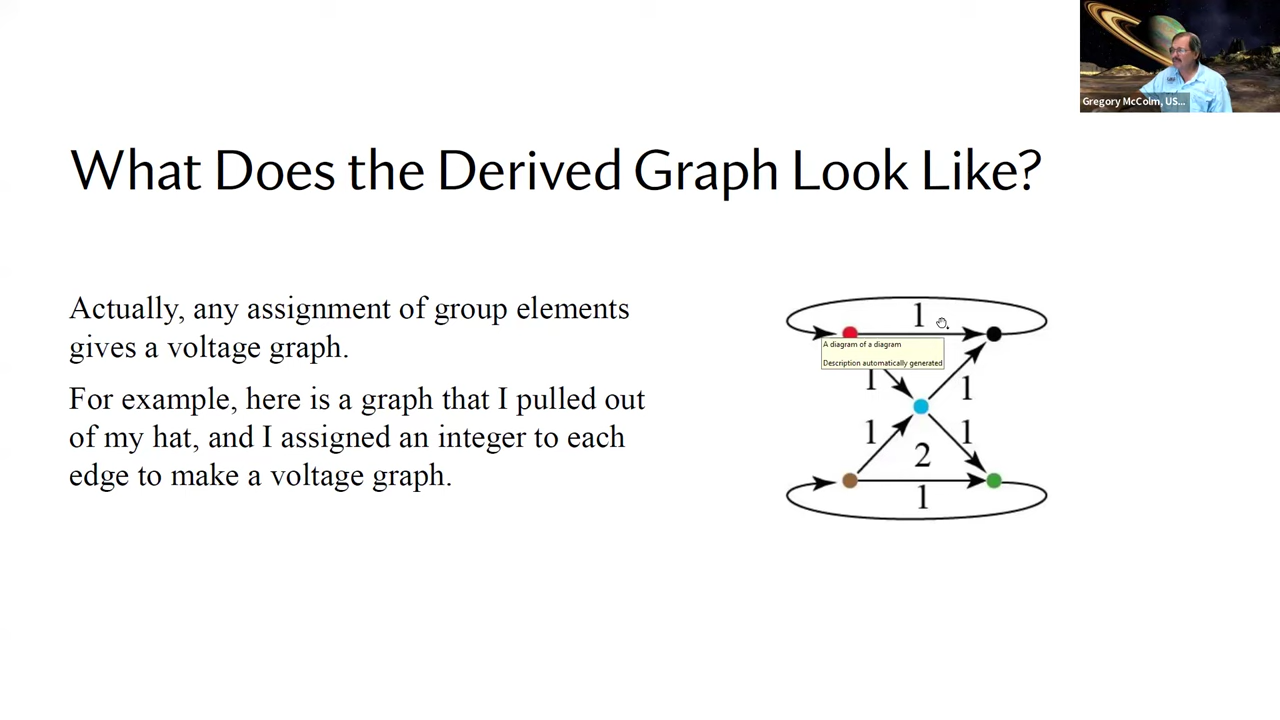 Gregory McColm, US...
What Does the Derived Graph Look Like?
Actually, any assignment of group elements
gives a voltage graph.
For example, here is a graph that I pulled out
of my hat, and I assigned an integer to each
edge to make a voltage graph.
1
A diagram of a diagram
Description automatically generated
1
1
1
1
2
1